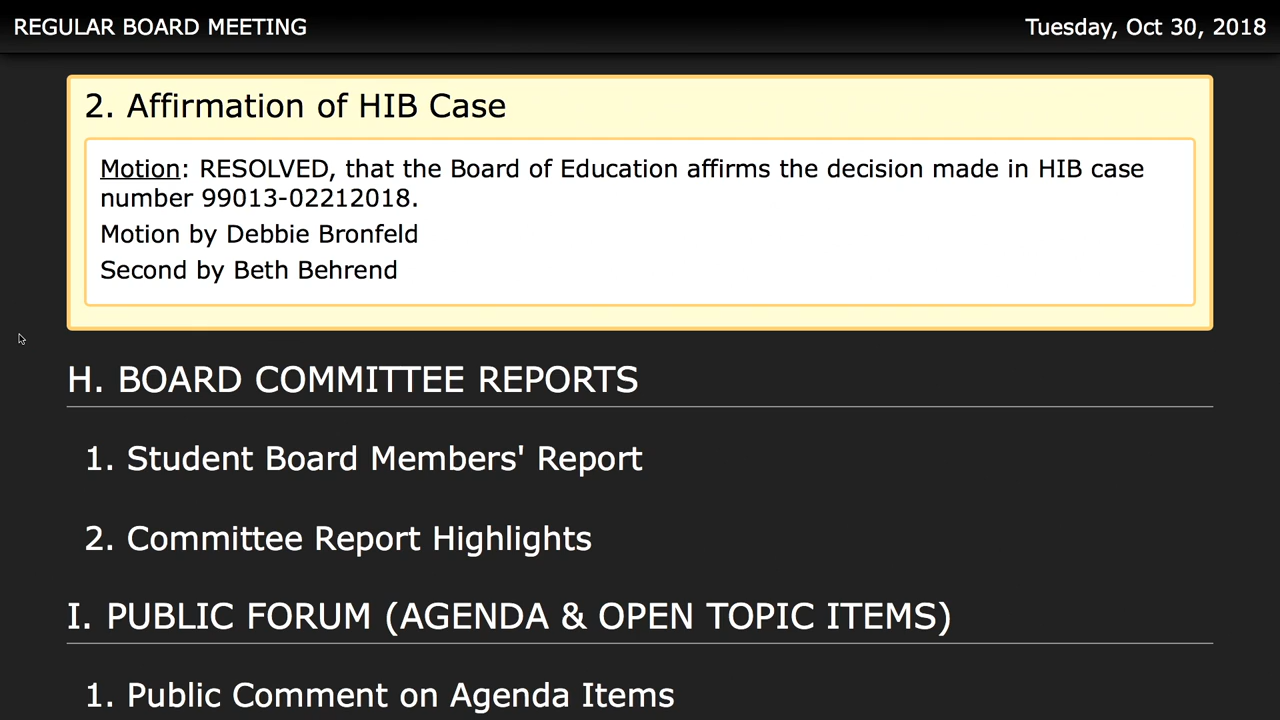 REGULAR BOARD MEETING
Tuesday, Oct 30, 2018
2. Affirmation of HIB Case
Motion: RESOLVED, that the Board of Education affirms the decision made in HIB case
number 99013-02212018.
Motion by Debbie Bronfeld
Second by Beth Behrend
H. BOARD COMMITTEE REPORTS
1. Student Board Members' Report
2. Committee Report Highlights
I. PUBLIC FORUM (AGENDA & OPEN TOPIC ITEMS)
1. Public Comment on Agenda Items